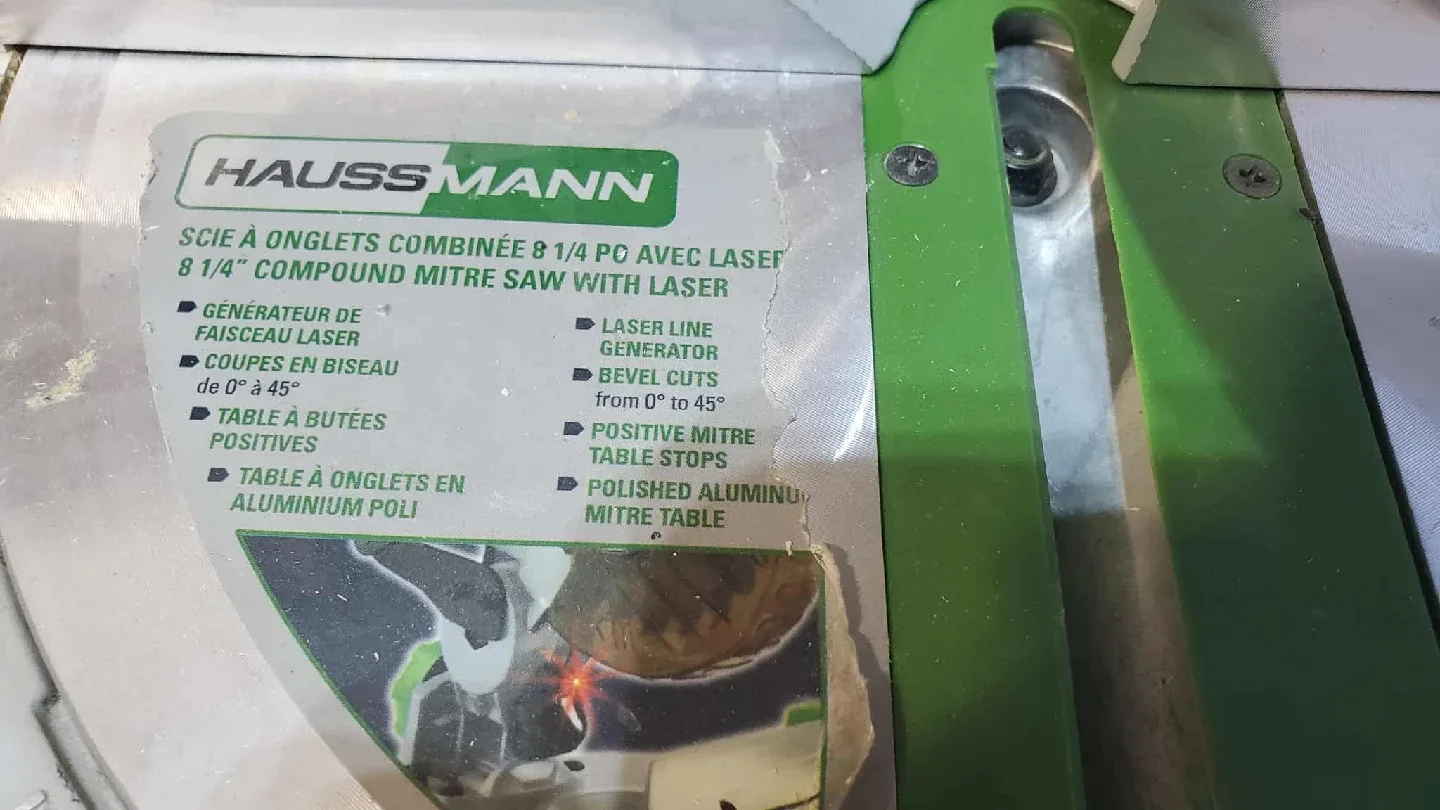 HAUSSMANN
SCIE À ONGLETS COMBINÉE 8 1/4 PO AVEC LASER
8 1/4" COMPOUND MITRE SAW WITH LASER
GÉNÉRATEUR DE
FAISCEAU LASER
COUPES EN BISEAU
de 0° à 45°
TABLE À BUTÉES
POSITIVES
TABLE À ONGLETS EN
ALUMINIUM POLI
LASER LINE
GENERATOR
BEVEL CUTS
from 0° to 45°
POSITIVE MITRE
TABLE STOPS
POLISHED ALUMINU
MITRE TABLE